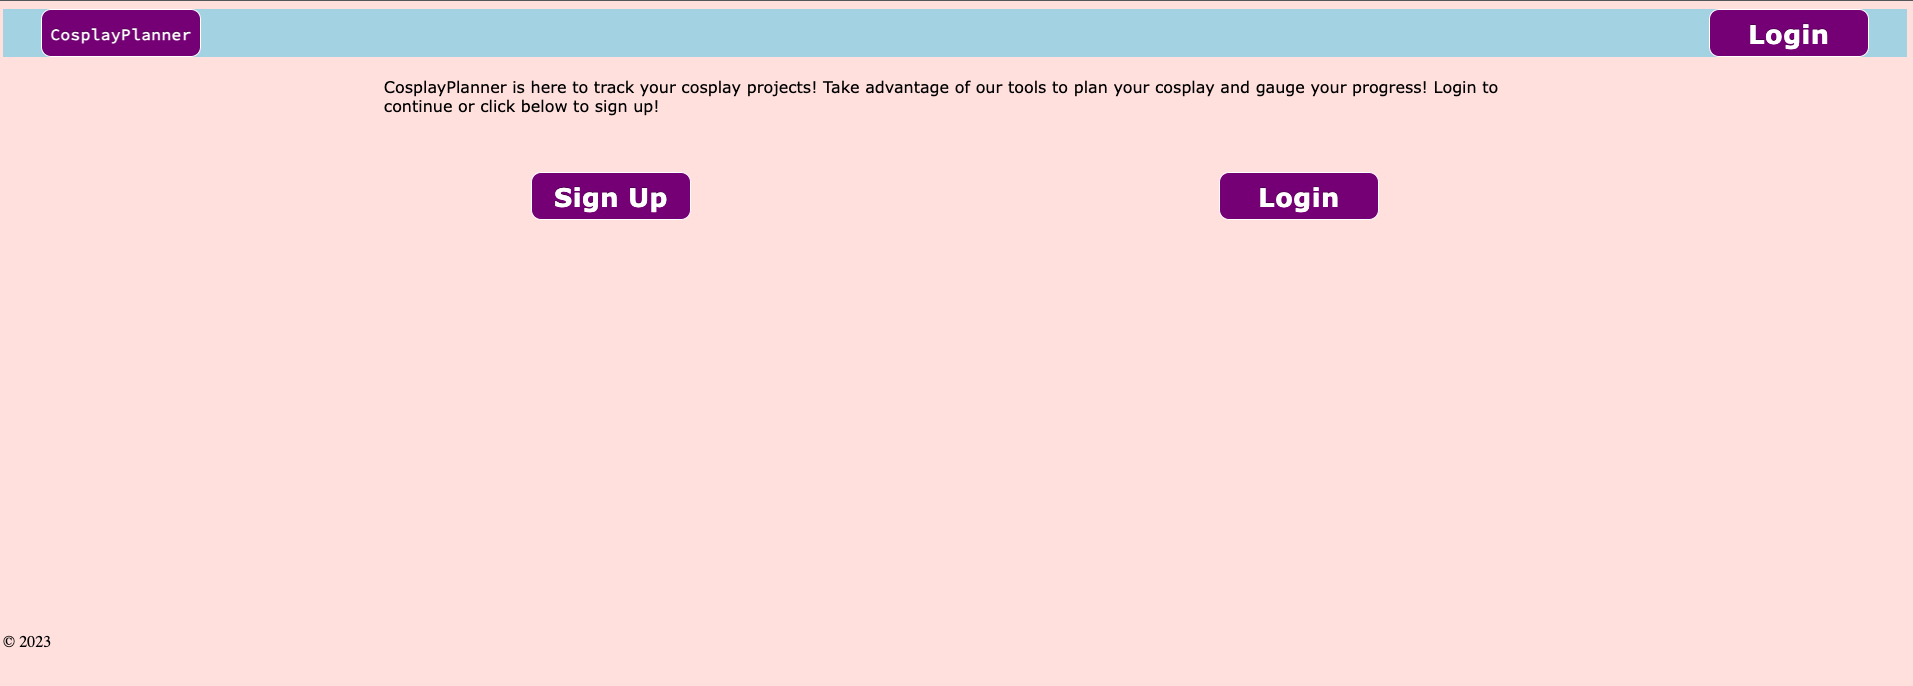 CosplayPlanner
Login
CosplayPlanner is here to track your cosplay projects! Take advantage of our tools to plan your cosplay and gauge your progress! Login to
continue or click below to sign up!
Sign Up
Login
© 2023